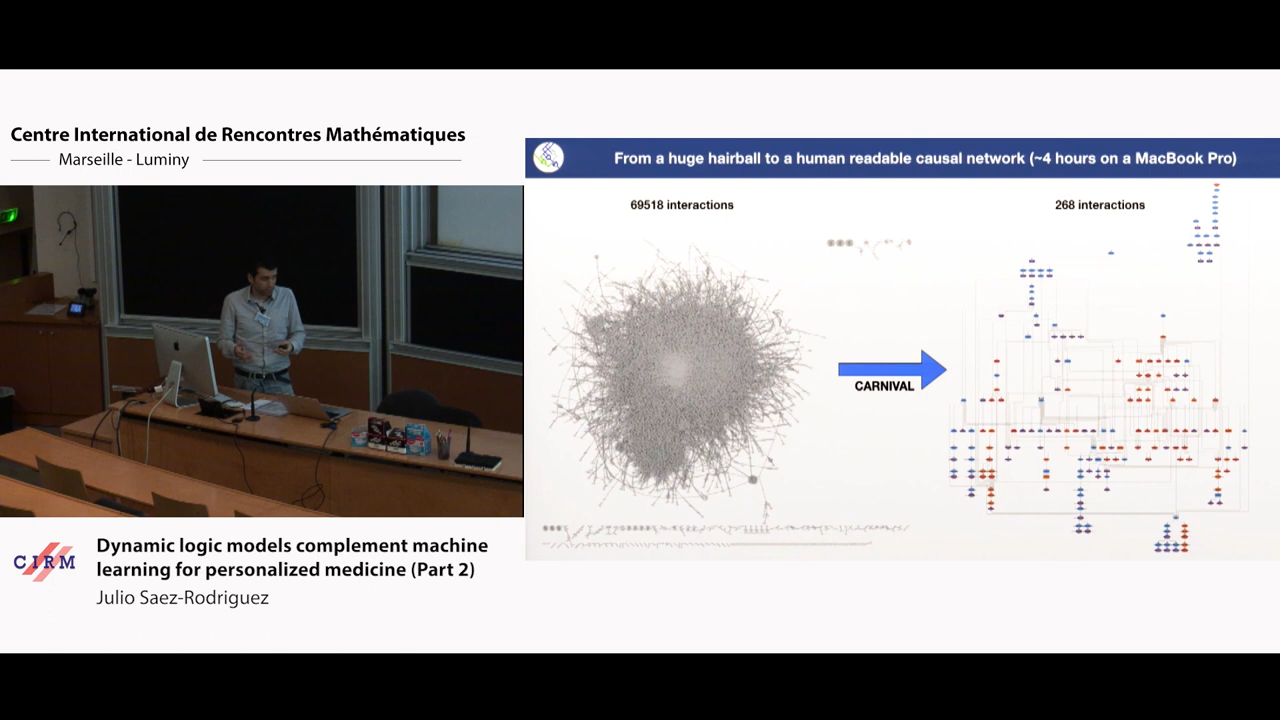 Centre International de Rencontres Mathématiques
Marseille - Luminy
From a huge hairball to a human readable causal network (~4 hours on a MacBook Pro)
69518 interactions
268 interactions
CARNIVAL
CIRM
Dynamic logic models complement machine
learning for personalized medicine (Part 2)
Julio Saez-Rodriguez